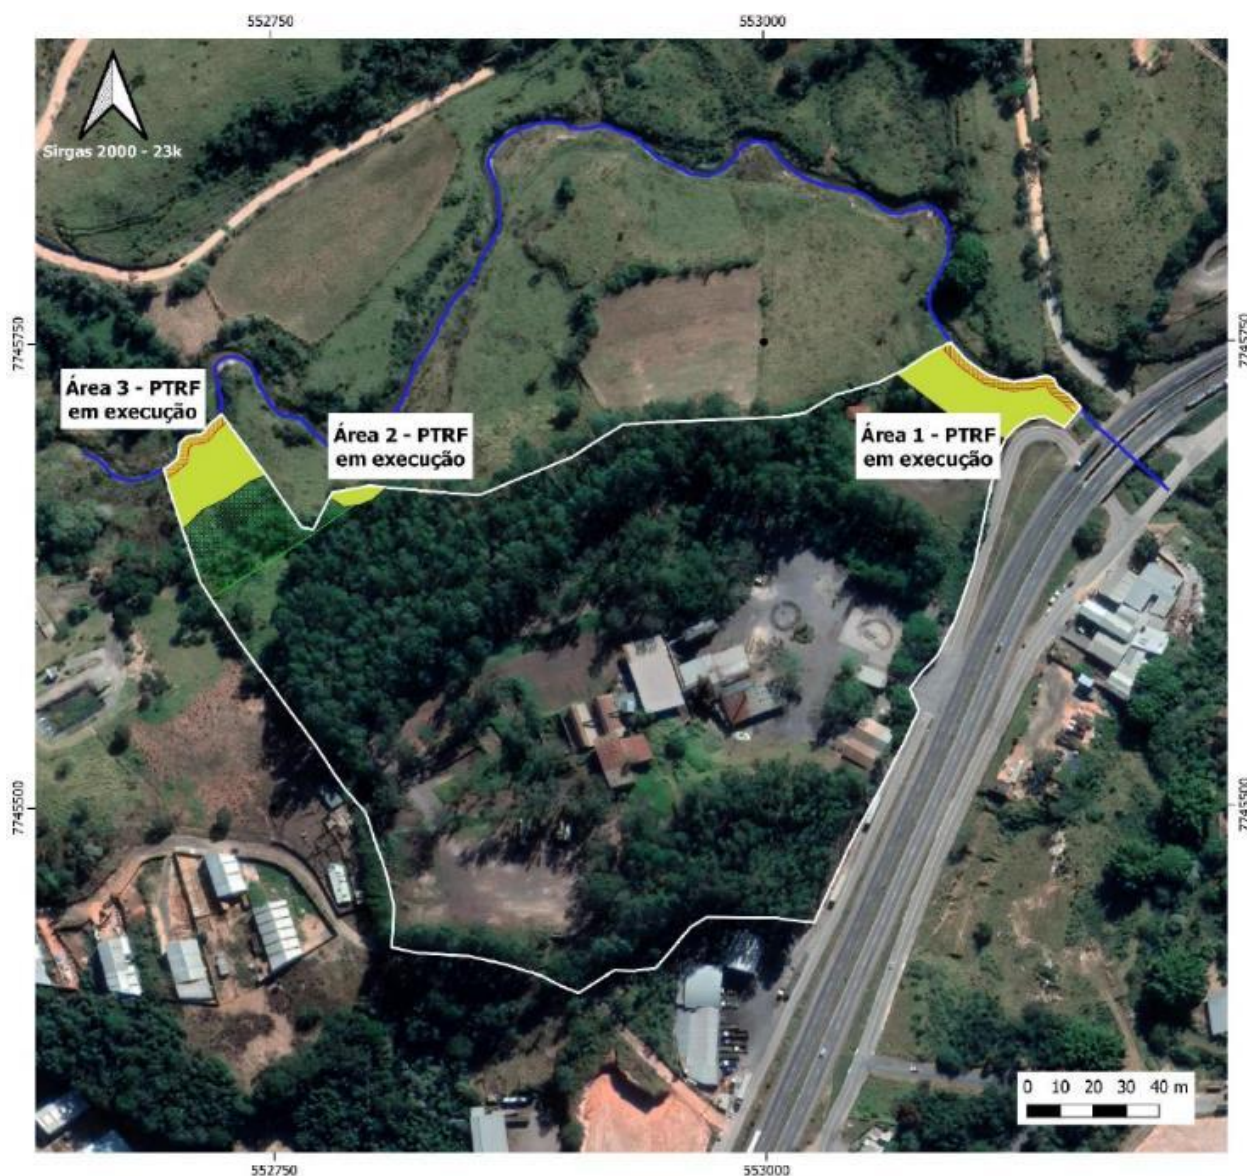 552750 553000
Sirgas 2000 - 23k
7745750 7745750
Área 3 - PTRF
em execução
Área 2 - PTRF
em execução
Área 1 - PTRF
em execução
7745500 7745500
0 10 20 30 40 m
552750 553000